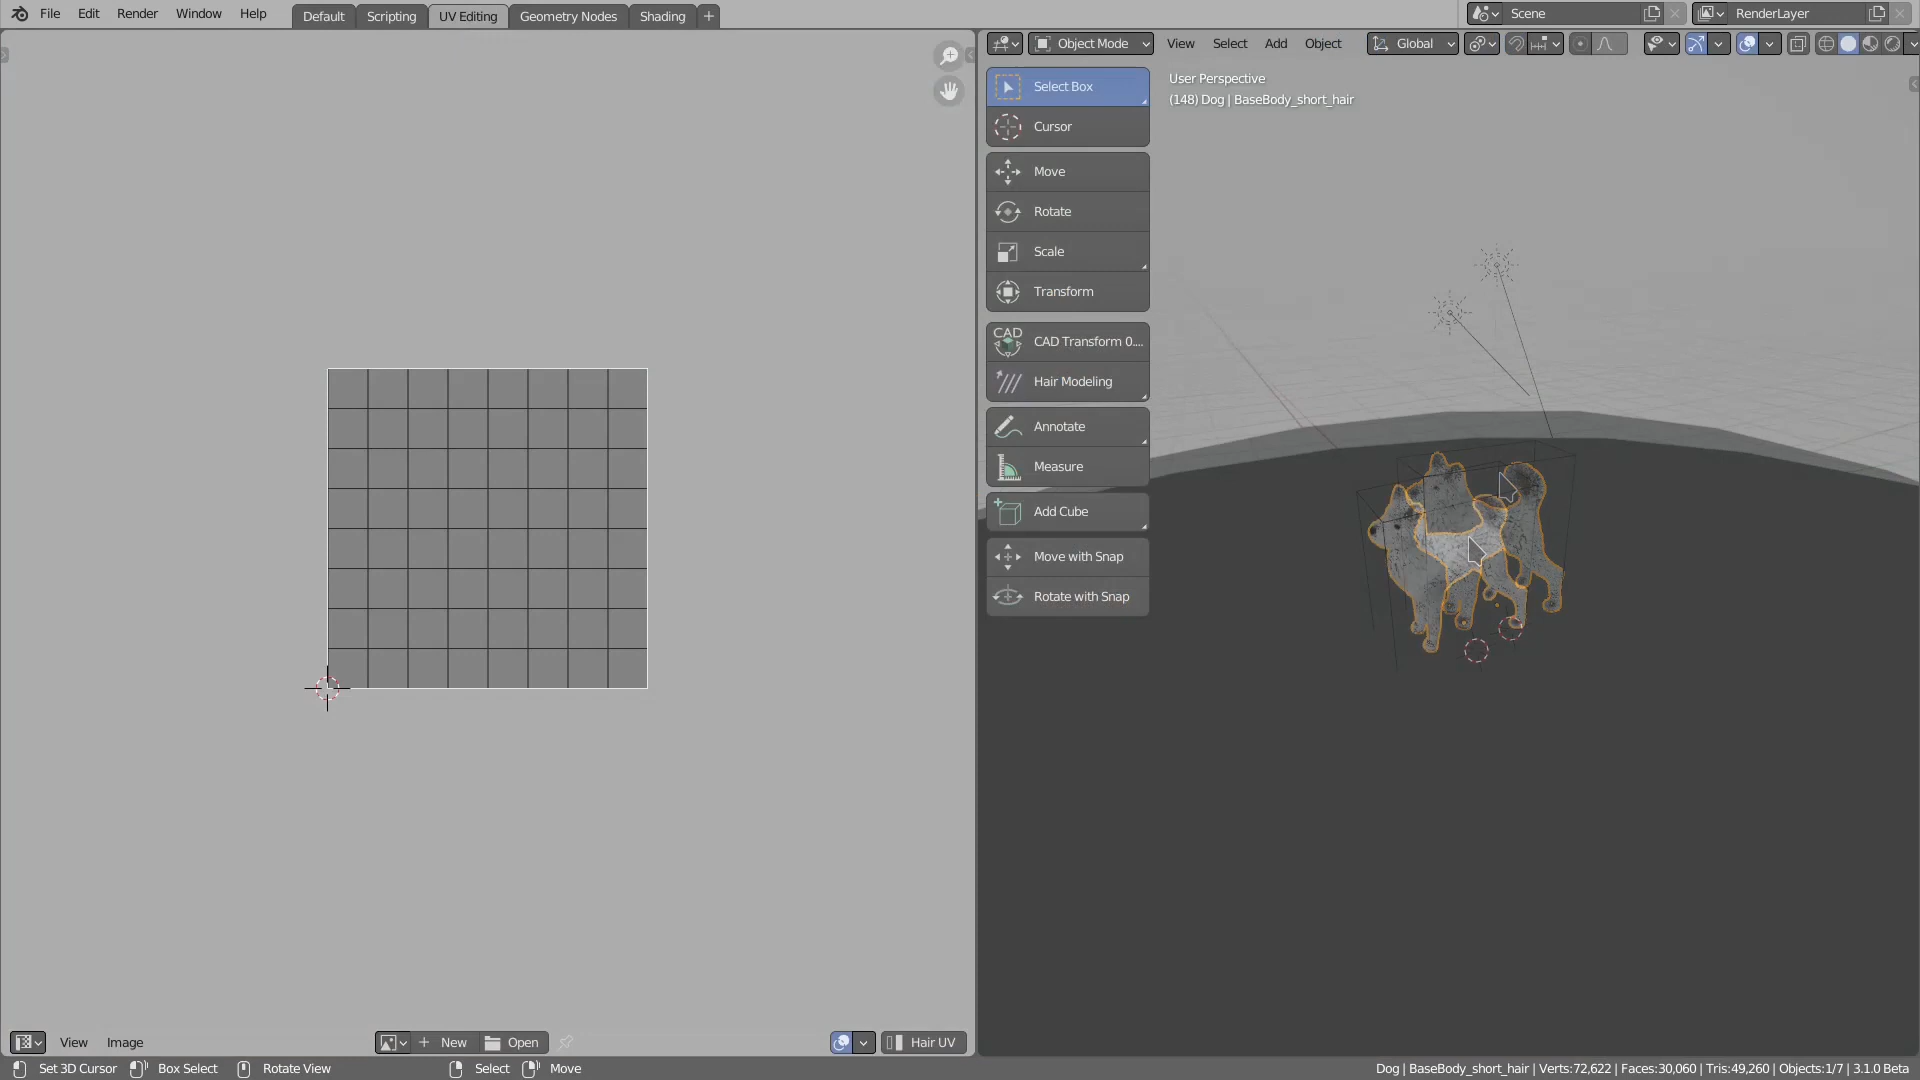 File Edit Render Window Help Default Scripting UV Editing Geometry Nodes Shading + Scene RenderLayer
Object Mode View Select Add Object Global
Select Box
User Perspective
(148) Dog | BaseBody_short_hair
Cursor
Move
Rotate
Scale
Transform
CAD
CAD Transform 0....
Hair Modeling
Annotate
Measure
Add Cube
Move with Snap
Rotate with Snap
View Image + New Open Hair UV
Set 3D Cursor Box Select Rotate View Select Move Dog | BaseBody_short_hair | Verts:72,622 | Faces:30,060 | Tris:49,260 | Objects:1/7 | 3.1.0 Beta